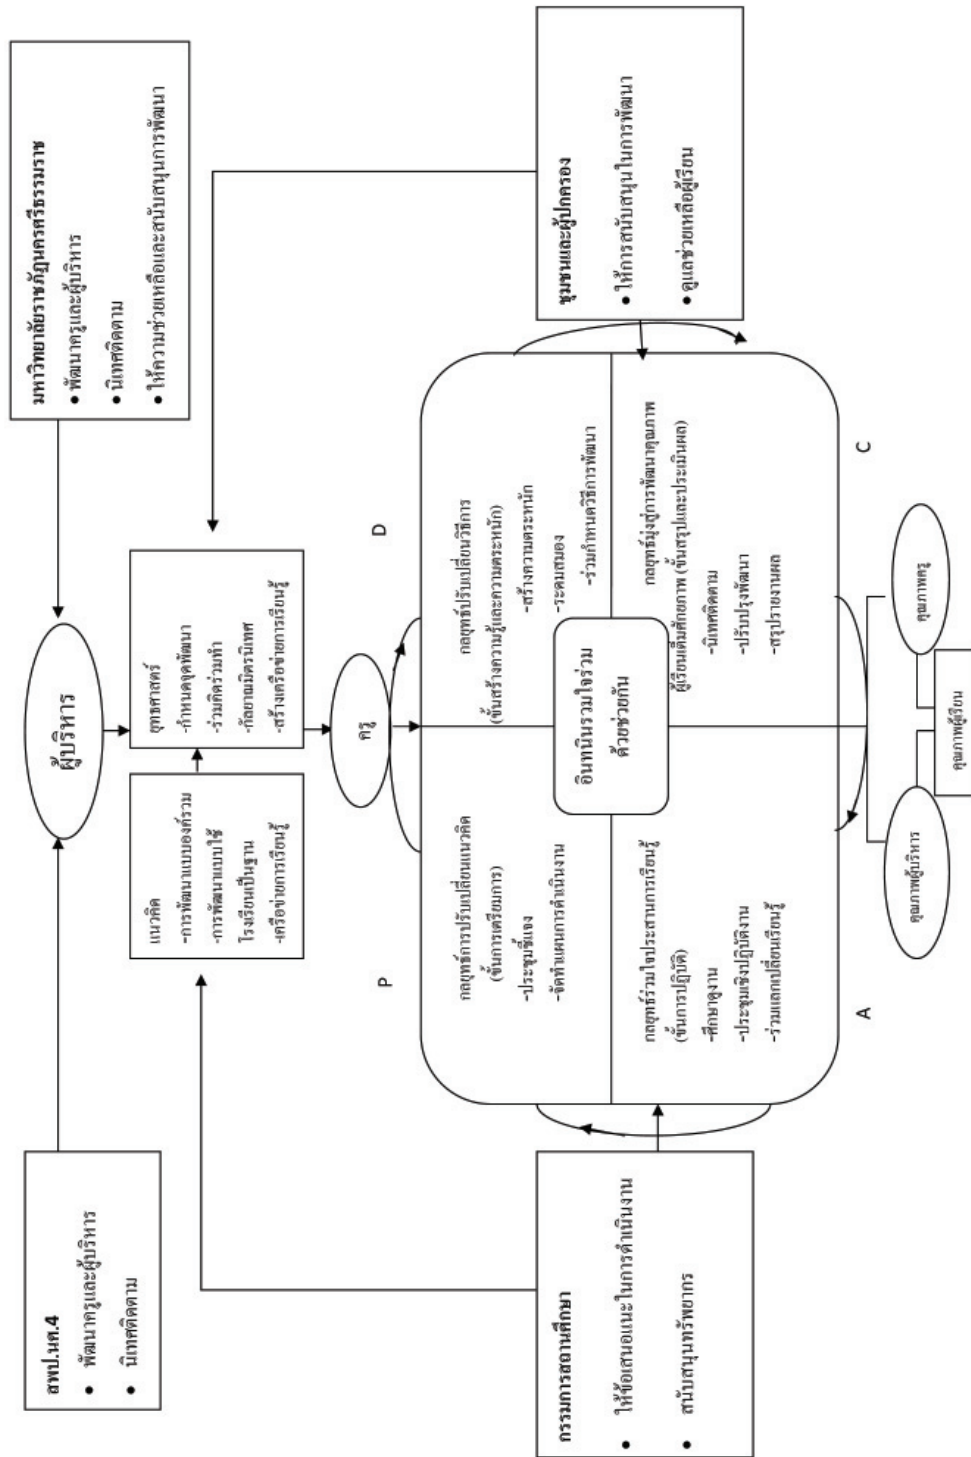 สพป.นศ.4
● พัฒนาครูและผู้บริหาร
● นิเทศติดตาม
ผู้บริหาร
มหาวิทยาลัยราชภัฏนครศรีธรรมราช
● พัฒนาครูและผู้บริหาร
● นิเทศติดตาม
● ให้ความช่วยเหลือและสนับสนุนการพัฒนา
แนวคิด
-การพัฒนาแบบองค์รวม
-การพัฒนาแบบใช้
โรงเรียนเป็นฐาน
-เครือข่ายการเรียนรู้
ยุทธศาสตร์
-กำหนดจุดพัฒนา
-ร่วมคิดร่วมทำ
-กัลยาณมิตรนิเทศ
-สร้างเครือข่ายการเรียนรู้
ครู
P
D
กลยุทธ์การปรับเปลี่ยนแนวคิด
(ขั้นการเตรียมการ)
-ประชุมชี้แจง
-จัดทำแผนการดำเนินงาน
กลยุทธ์ปรับเปลี่ยนวิธีการ
(ขั้นสร้างความรู้และความตระหนัก)
-สร้างความตระหนัก
-ระดมสมอง
-ร่วมกำหนดวิธีการพัฒนา
อินทนินรวมใจร่วม
ด้วยช่วยกัน
กรรมการสถานศึกษา
● ให้ข้อเสนอแนะในการดำเนินงาน
● สนับสนุนทรัพยากร
กลยุทธ์ร่วมใจประสานการเรียนรู้
(ขั้นการปฏิบัติ)
-ศึกษาดูงาน
-ประชุมเชิงปฏิบัติงาน
-ร่วมแลกเปลี่ยนเรียนรู้
กลยุทธ์มุ่งสู่การพัฒนาคุณภาพ
ผู้เรียนเต็มศักยภาพ (ขั้นสรุปและประเมินผล)
-นิเทศติดตาม
-ปรับปรุงพัฒนา
-สรุปรายงานผล
ชุมชนและผู้ปกครอง
● ให้การสนับสนุนในการพัฒนา
● ดูแลช่วยเหลือผู้เรียน
A
C
คุณภาพผู้บริหาร
คุณภาพครู
คุณภาพผู้เรียน